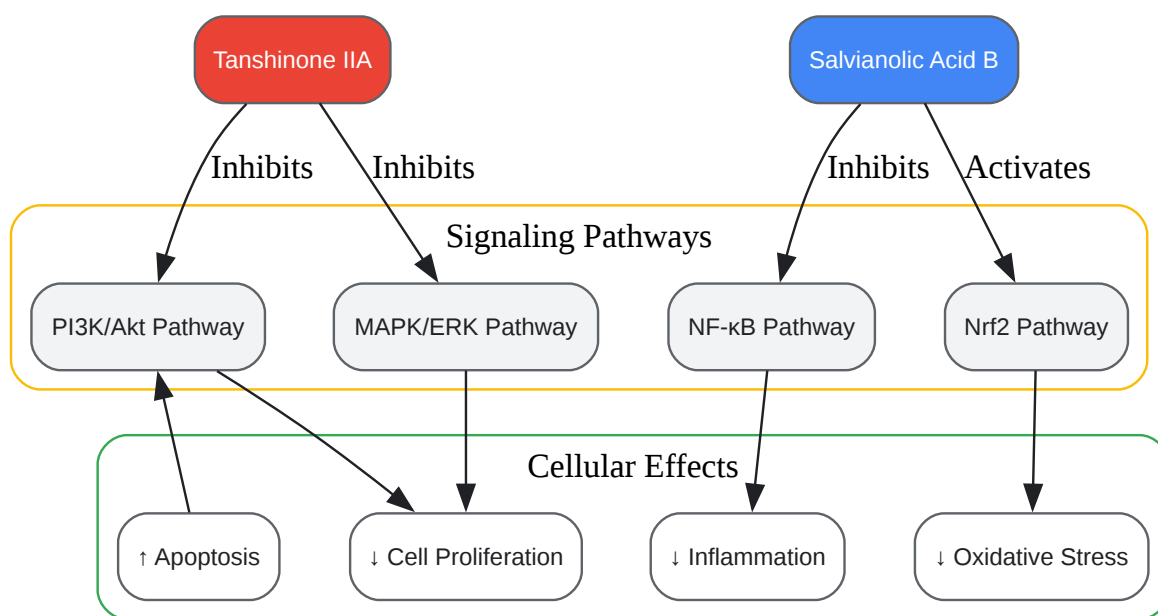 Tanshinone IIA
Salvianolic Acid B
Inhibits
Inhibits
Inhibits
Activates
Signaling Pathways
PI3K/Akt Pathway
MAPK/ERK Pathway
NF-κB Pathway
Nrf2 Pathway
Cellular Effects
↑ Apoptosis
↓ Cell Proliferation
↓ Inflammation
↓ Oxidative Stress